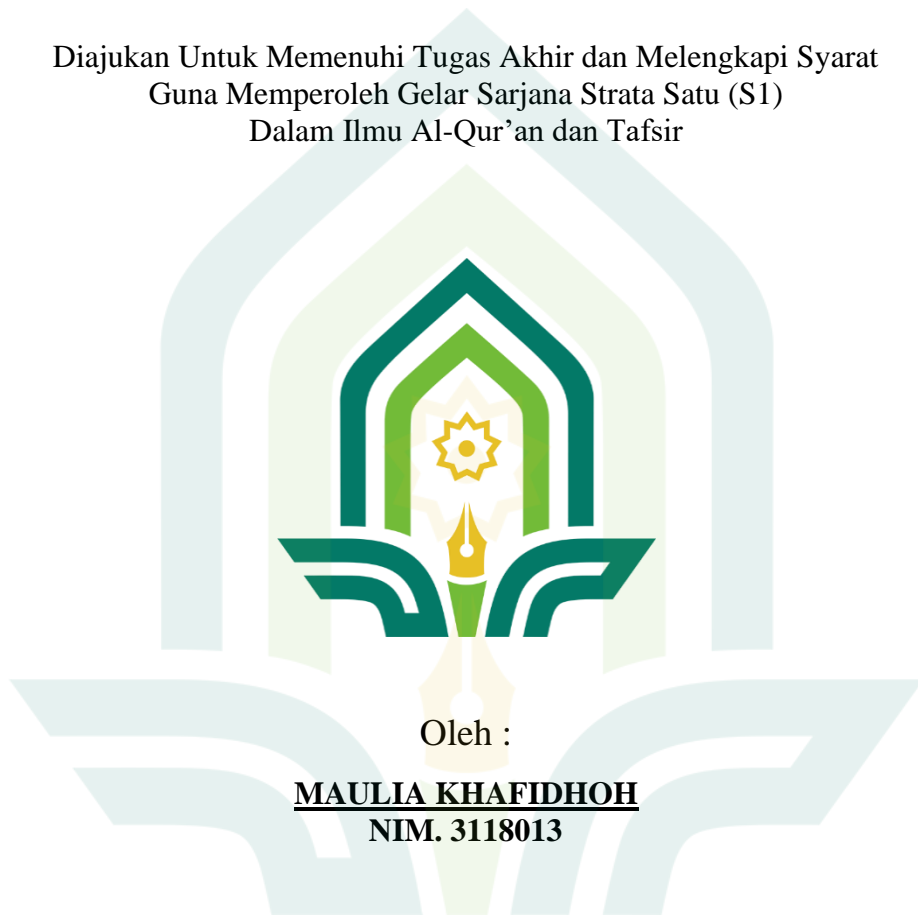 Diajukan Untuk Memenuhi Tugas Akhir dan Melengkapi Syarat
Guna Memperoleh Gelar Sarjana Strata Satu (S1)
Dalam Ilmu Al-Qur’an dan Tafsir
Oleh :
MAULIA KHAFIDHOH
NIM. 3118013